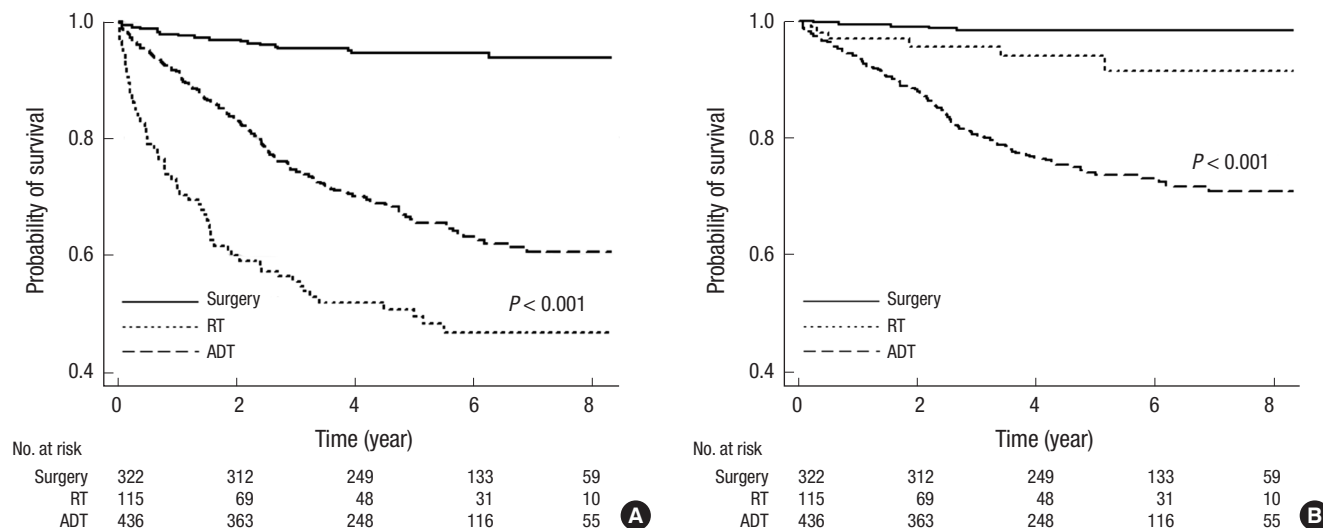 1.0
0.8
0.6
0.4
Probability of survival
Surgery
RT
ADT
P < 0.001
0 2 4 6 8
Time (year)
No. at risk
Surgery 322 312 249 133 59
RT 115 69 48 31 10
ADT 436 363 248 116 55
A
1.0
0.8
0.6
0.4
Probability of survival
P < 0.001
Surgery
RT
ADT
0 2 4 6 8
Time (year)
No. at risk
Surgery 322 312 249 133 59
RT 115 69 48 31 10
ADT 436 363 248 116 55
B